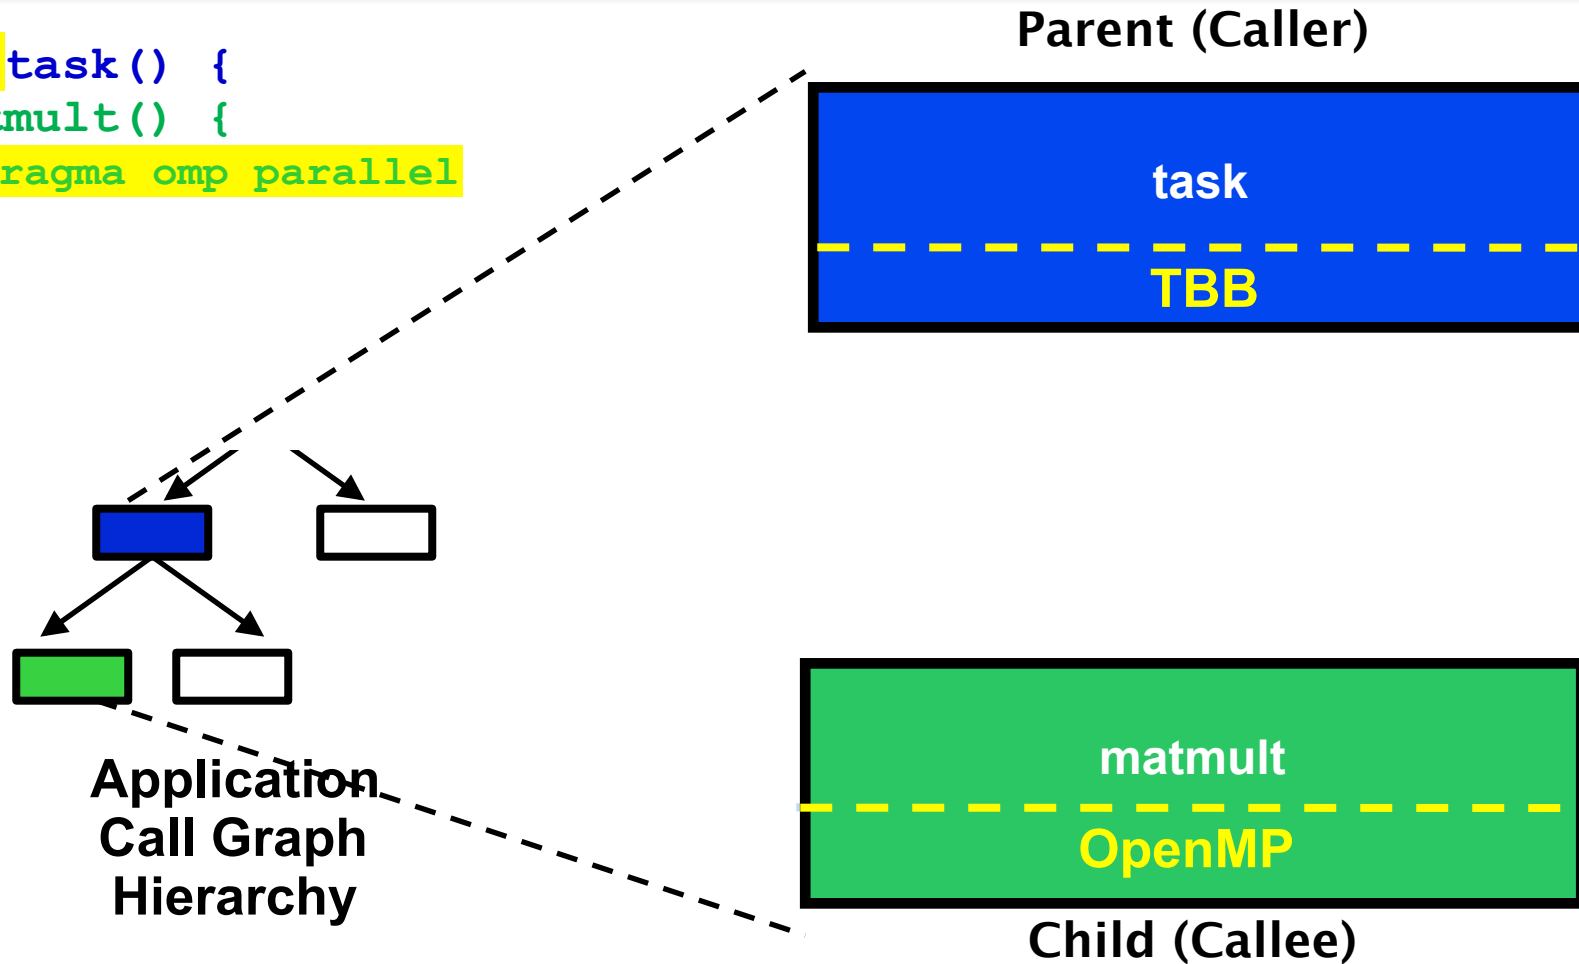 task() {
mult() {
ragma omp parallel
Parent (Caller)
task
TBB
Application
Call Graph
Hierarchy
matmult
OpenMP
Child (Callee)